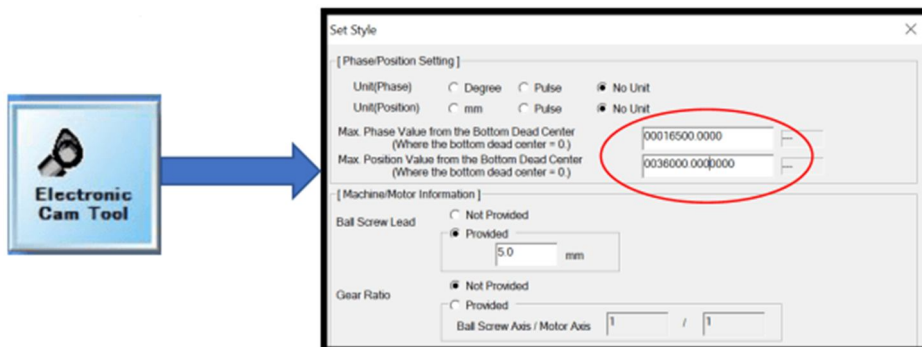 Electronic
Cam Tool
Set Style
[ Phase/Position Setting ]
Unit(Phase) Degree Pulse No Unit
Unit(Position) mm Pulse No Unit
Max. Phase Value from the Bottom Dead Center
(Where the bottom dead center = 0.)
00016500.0000 ---
Max. Position Value from the Bottom Dead Center
(Where the bottom dead center = 0.)
0036000.0000000 ---
[ Machine/Motor Information ]
Ball Screw Lead
Not Provided
Provided
5.0 mm
Gear Ratio
Not Provided
Provided
Ball Screw Axis / Motor Axis 1 / 1